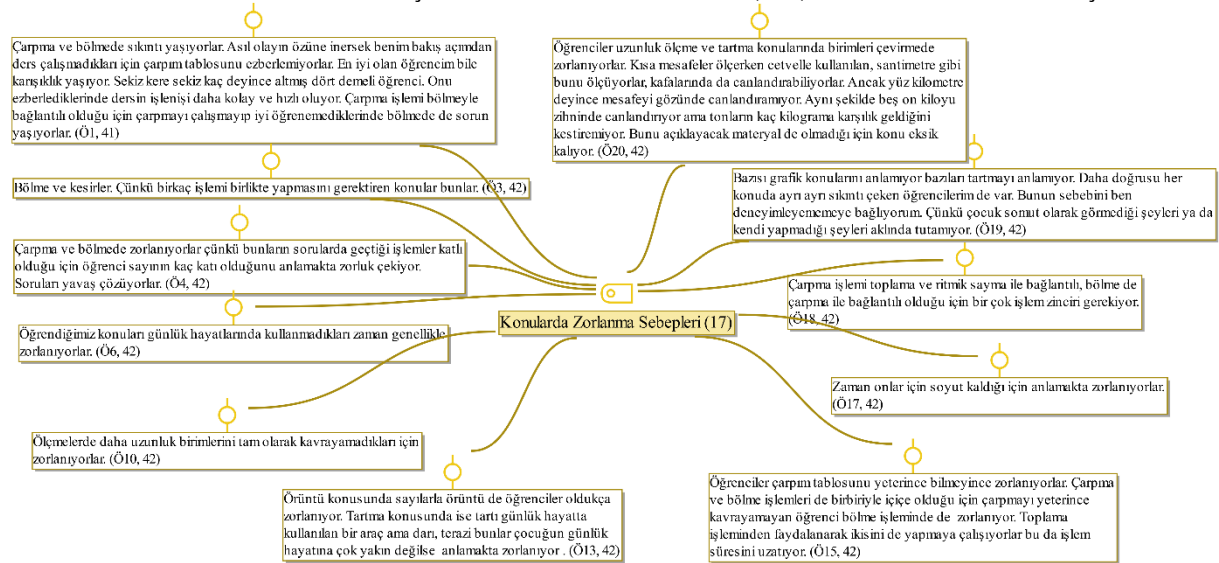 Çarpma ve bölmede sıkıntı yaşıyorlar. Asıl olayın özüne inersek benim bakış açımdan
ders çalışmadıkları için çarpım tablosunu ezberlemiyorlar. En iyi olan öğrencim bile
karışıklık yaşıyor. Sekiz kere sekiz kaç deyince altmış dört demeli öğrenci. Onu
ezberlediklerinde dersin işlenişi daha kolay ve hızlı oluyor. Çarpma işlemi bölmeyle
bağlantılı olduğu için çarpmayı çalışmayıp iyi öğrenemediklerinde bölmede de sorun
yaşıyorlar. (Ö1, 41)
Öğrenciler uzunluk ölçme ve tartma konularında birimleri çevirmede
zorlanıyorlar. Kısa mesafeler ölçerken cetvelle kullanılan, santimetre gibi
bunu ölçüyorlar, kafalarında da canlandırabiliyorlar. Ancak yüz kilometre
deyince mesafeyi gözünde canlandıramıyor. Aynı şekilde beş on kiloyu
zihninde canlandırıyor ama tonların kaç kilograma karşılık geldiğini
kestiremiyor. Bunu açıklayacak materyal de olmadığı için konu eksik
kalıyor. (Ö20, 42)
Bölme ve kesirler. Çünkü birkaç işlemi birlikte yapmasını gerektiren konular bunlar. (Ö3, 42)
Bazısı grafik konularını anlamıyor bazıları tartmayı anlamıyor. Daha doğrusu her
konuda ayrı ayrı sıkıntı çeken öğrencilerim de var. Bunun sebebini ben
deneyimleyememeye bağlıyorum. Çünkü çocuk somut olarak görmediği şeyleri ya da
kendi yapmadığı şeyleri aklında tutamıyor. (Ö19, 42)
Çarpma ve bölmede zorlanıyorlar çünkü bunların sorularda geçtiği işlemler katlı
olduğu için öğrenci sayının kaç katı olduğunu anlamakta zorluk çekiyor.
Soruları yavaş çözüyorlar. (Ö4, 42)
Çarpma işlemi toplama ve ritmik sayma ile bağlantılı, bölme de
çarpma ile bağlantılı olduğu için bir çok işlem zinciri gerekiyor.
(Ö18, 42)
Konularda Zorlanma Sebepleri (17)
Öğrendiğimiz konuları günlük hayatlarında kullanmadıkları zaman genellikle
zorlanıyorlar. (Ö6, 42)
Zaman onlar için soyut kaldığı için anlamakta zorlanıyorlar.
(Ö17, 42)
Ölçmelerde daha uzunluk birimlerini tam olarak kavrayamadıkları için
zorlanıyorlar. (Ö10, 42)
Örüntü konusunda sayılarla örüntü de öğrenciler oldukça
zorlanıyor. Tartma konusunda ise tartı günlük hayatta
kullanılan bir araç ama darı, terazi bunlar çocuğun günlük
hayatına çok yakın değilse anlamakta zorlanıyor . (Ö13, 42)
Öğrenciler çarpım tablosunu yeterince bilmeyince zorlanıyorlar. Çarpma
ve bölme işlemleri de birbiriyle içiçe olduğu için çarpmayı yeterince
kavrayamayan öğrenci bölme işleminde de zorlanıyor. Toplama
işleminden faydalanarak ikisini de yapmaya çalışıyorlar bu da işlem
süresini uzatıyor. (Ö15, 42)